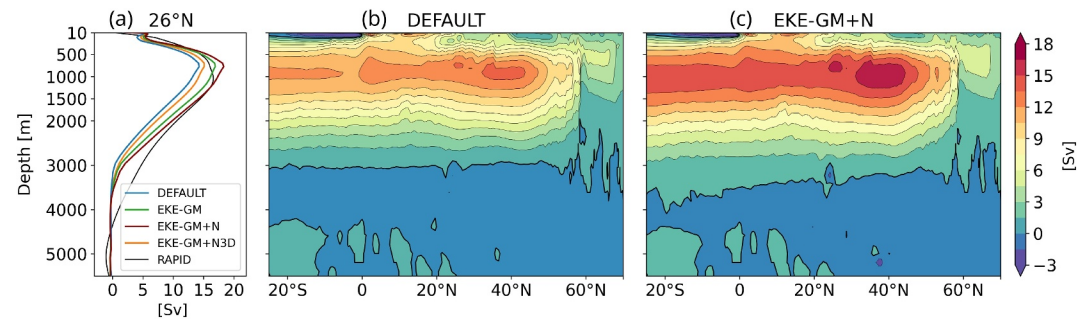 (a) 26°N
(b) DEFAULT
(c) EKE-GM+N
Depth [m]
10
500
1000
1500
2000
3000
4000
5000
DEFAULT
EKE-GM
EKE-GM+N
EKE-GM+N3D
RAPID
0 5 10 15 20
[Sv]
20°S 0 20°N 40°N 60°N
20°S 0 20°N 40°N 60°N
18
15
12
9
6
3
0
−3
[Sv]